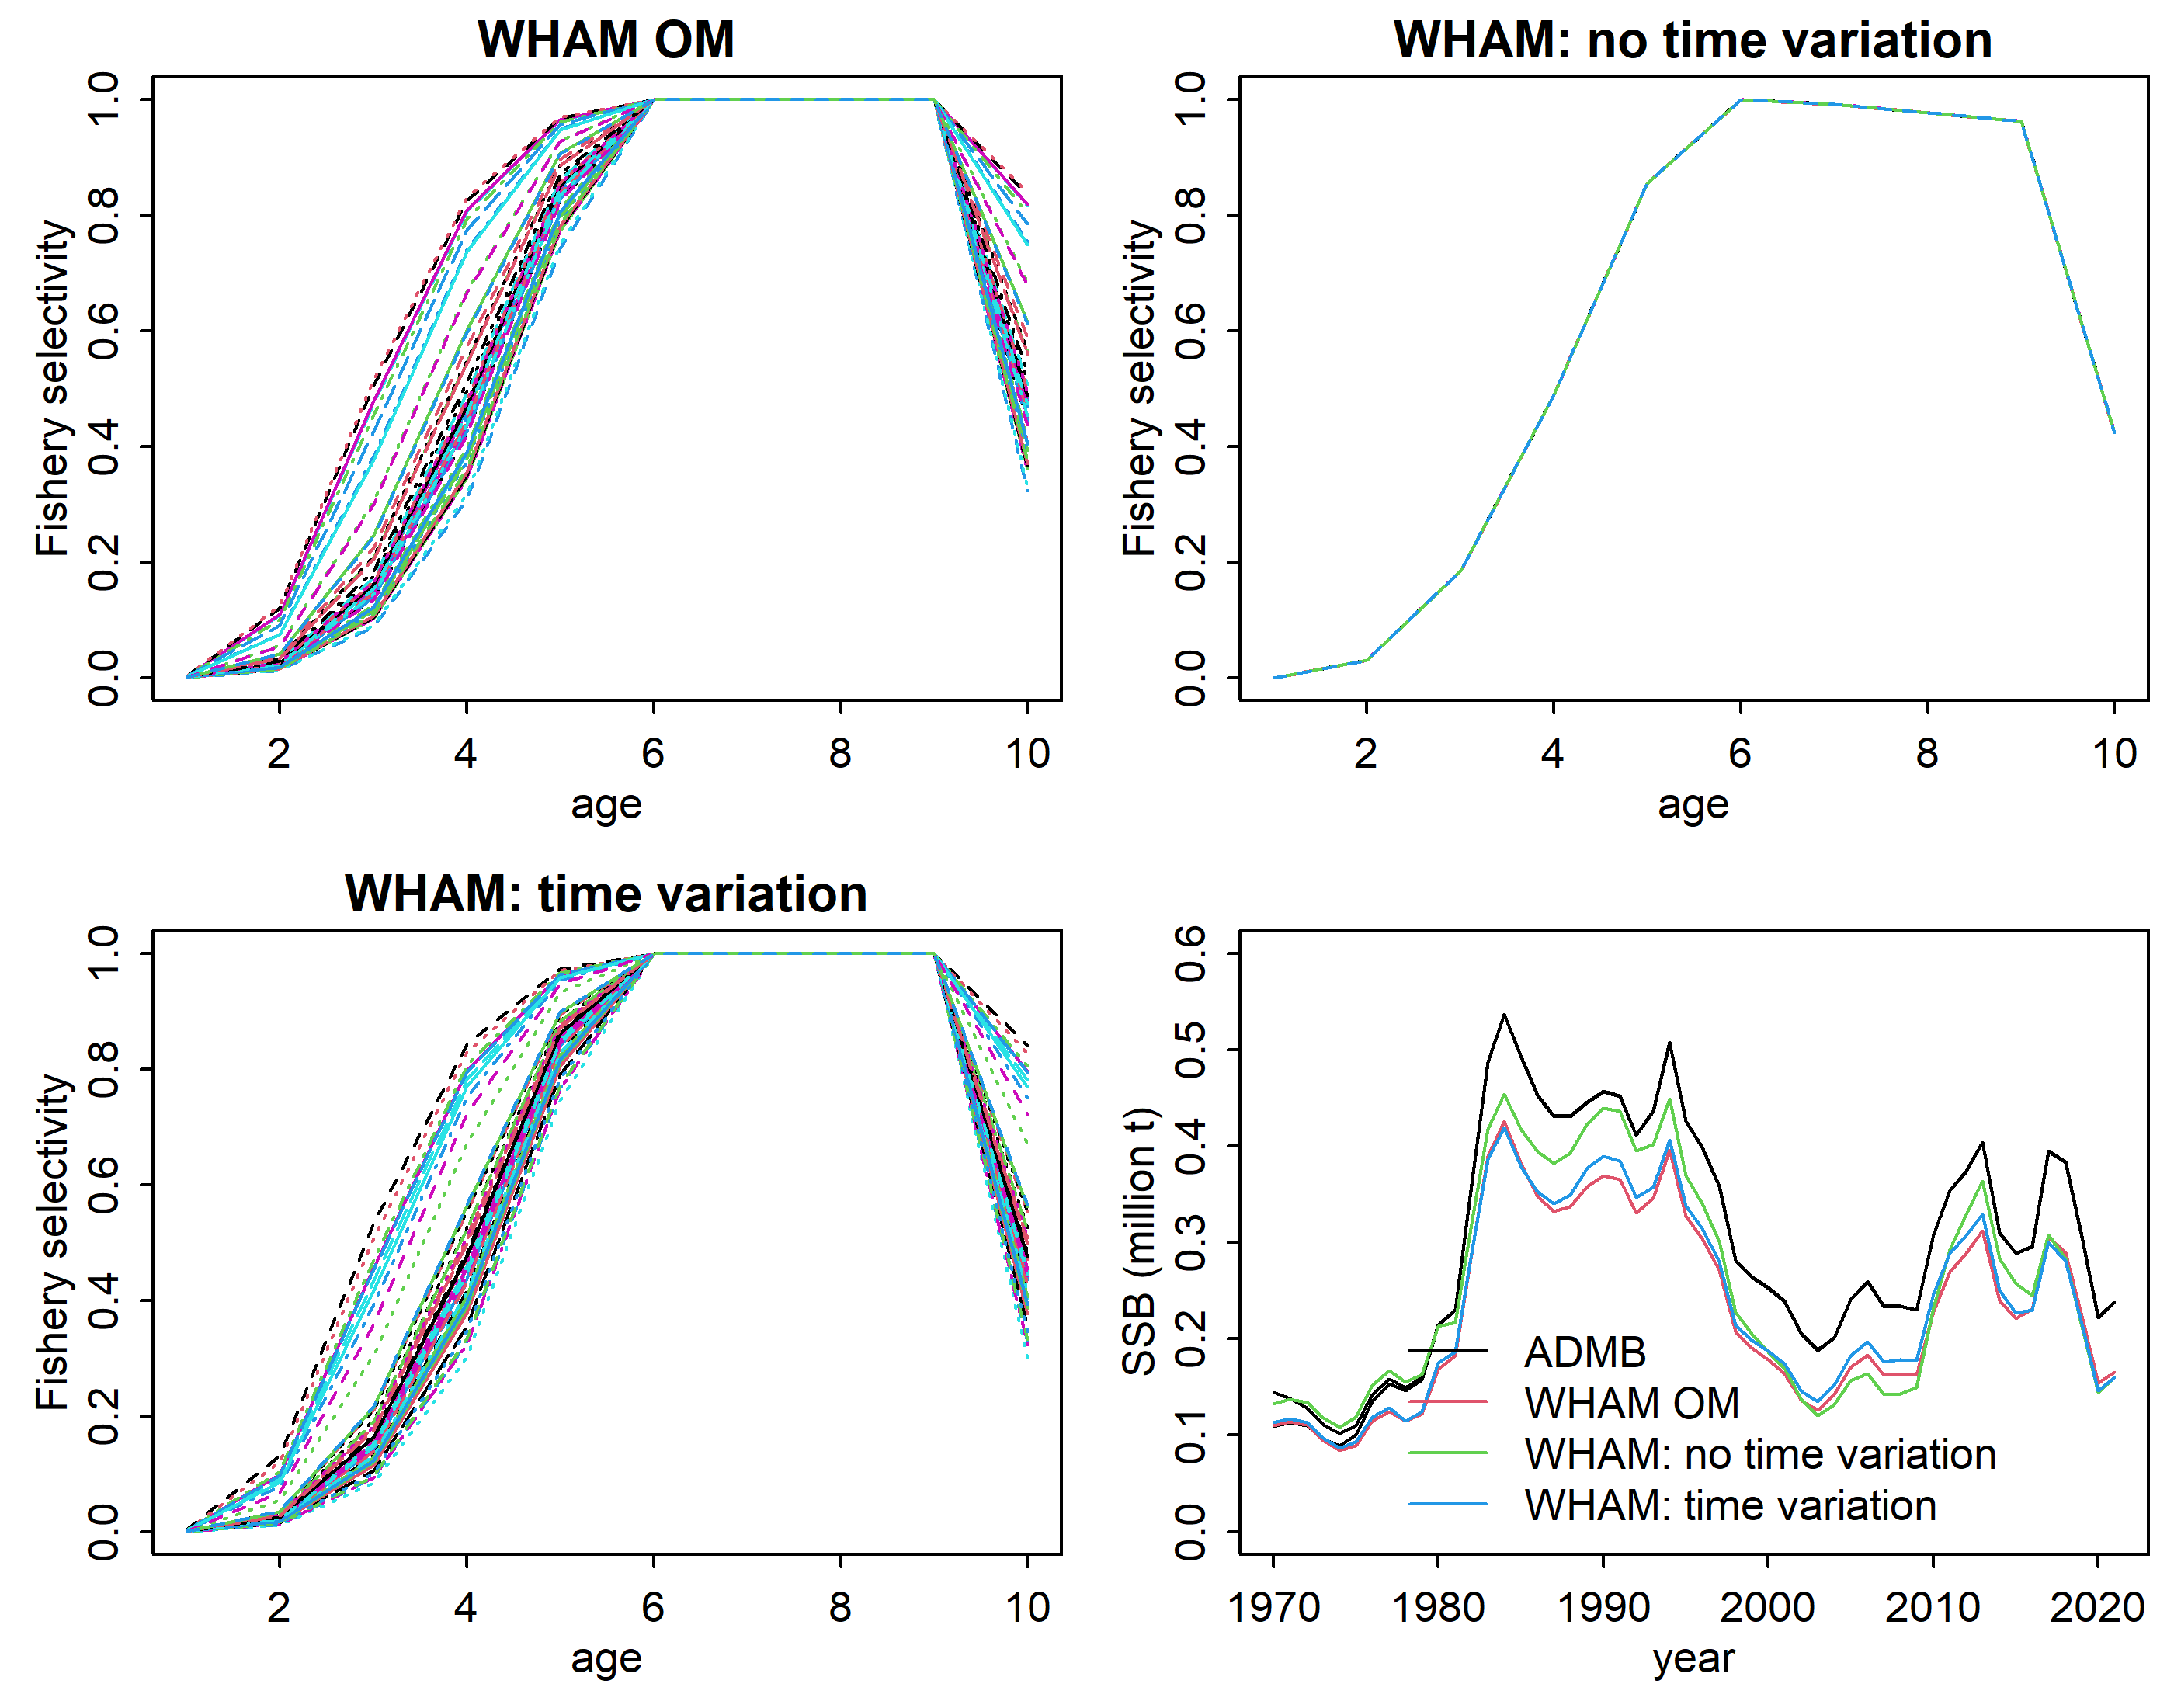 WHAM OM
1.0
0.8
0.6
0.4
0.2
0.0
Fishery selectivity
2 4 6 8 10
age
WHAM: no time variation
1.0
0.8
0.6
0.4
0.2
0.0
Fishery selectivity
2 4 6 8 10
age
WHAM: time variation
1.0
0.8
0.6
0.4
0.2
0.0
Fishery selectivity
2 4 6 8 10
age
0.6
0.5
0.4
0.3
0.2
0.1
0.0
SSB (million t)
ADMB
WHAM OM
WHAM: no time variation
WHAM: time variation
1970 1980 1990 2000 2010 2020
year